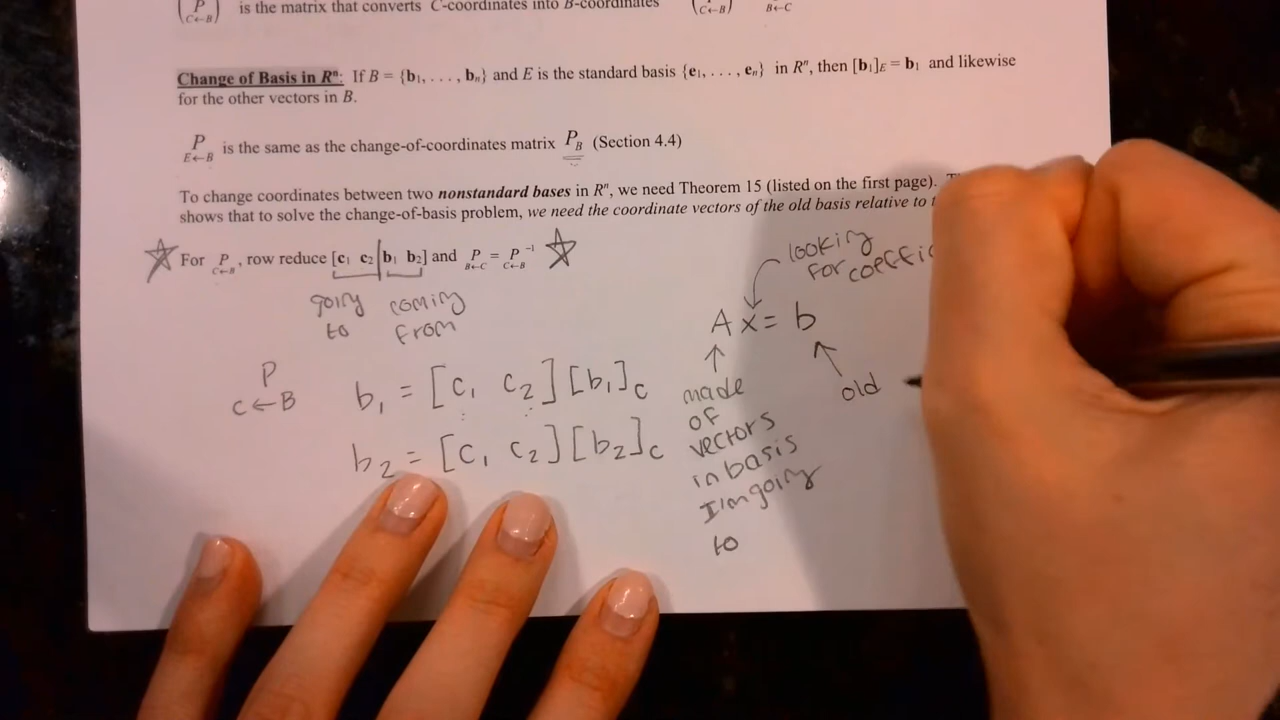 (P C←B) is the matrix that converts C-coordinates into B-coordinates (C←B) B←C
Change of Basis in Rⁿ: If B = {b₁, . . . , bₙ} and E is the standard basis {e₁, . . . , eₙ} in Rⁿ, then [b₁]E = b₁ and likewise
for the other vectors in B.
P E←B is the same as the change-of-coordinates matrix P_B (Section 4.4)
To change coordinates between two nonstandard bases in Rⁿ, we need Theorem 15 (listed on the first page).
shows that to solve the change-of-basis problem, we need the coordinate vectors of the old basis relative to
☆ For P C←B, row reduce [c₁ c₂|b₁ b₂] and P B←C = P C←B ⁻¹ ☆
going coming
to from
looking
for coeffic
A x = b
P C←B
b₁ = [c₁ c₂][b₁]c
b₂ = [c₁ c₂][b₂]c
made
of
vectors
in basis
I'm going
to
old